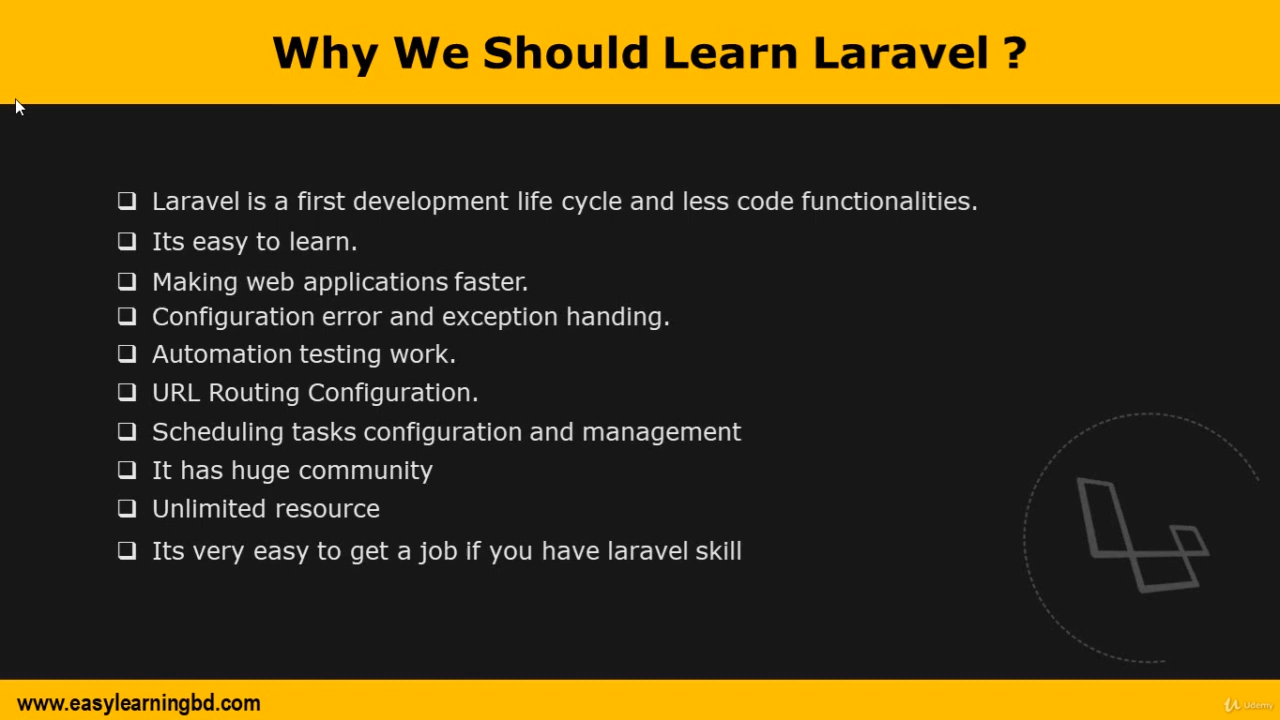 Why We Should Learn Laravel ?
Laravel is a first development life cycle and less code functionalities.
Its easy to learn.
Making web applications faster.
Configuration error and exception handing.
Automation testing work.
URL Routing Configuration.
Scheduling tasks configuration and management
It has huge community
Unlimited resource
Its very easy to get a job if you have laravel skill
www.easylearningbd.com
Udemy